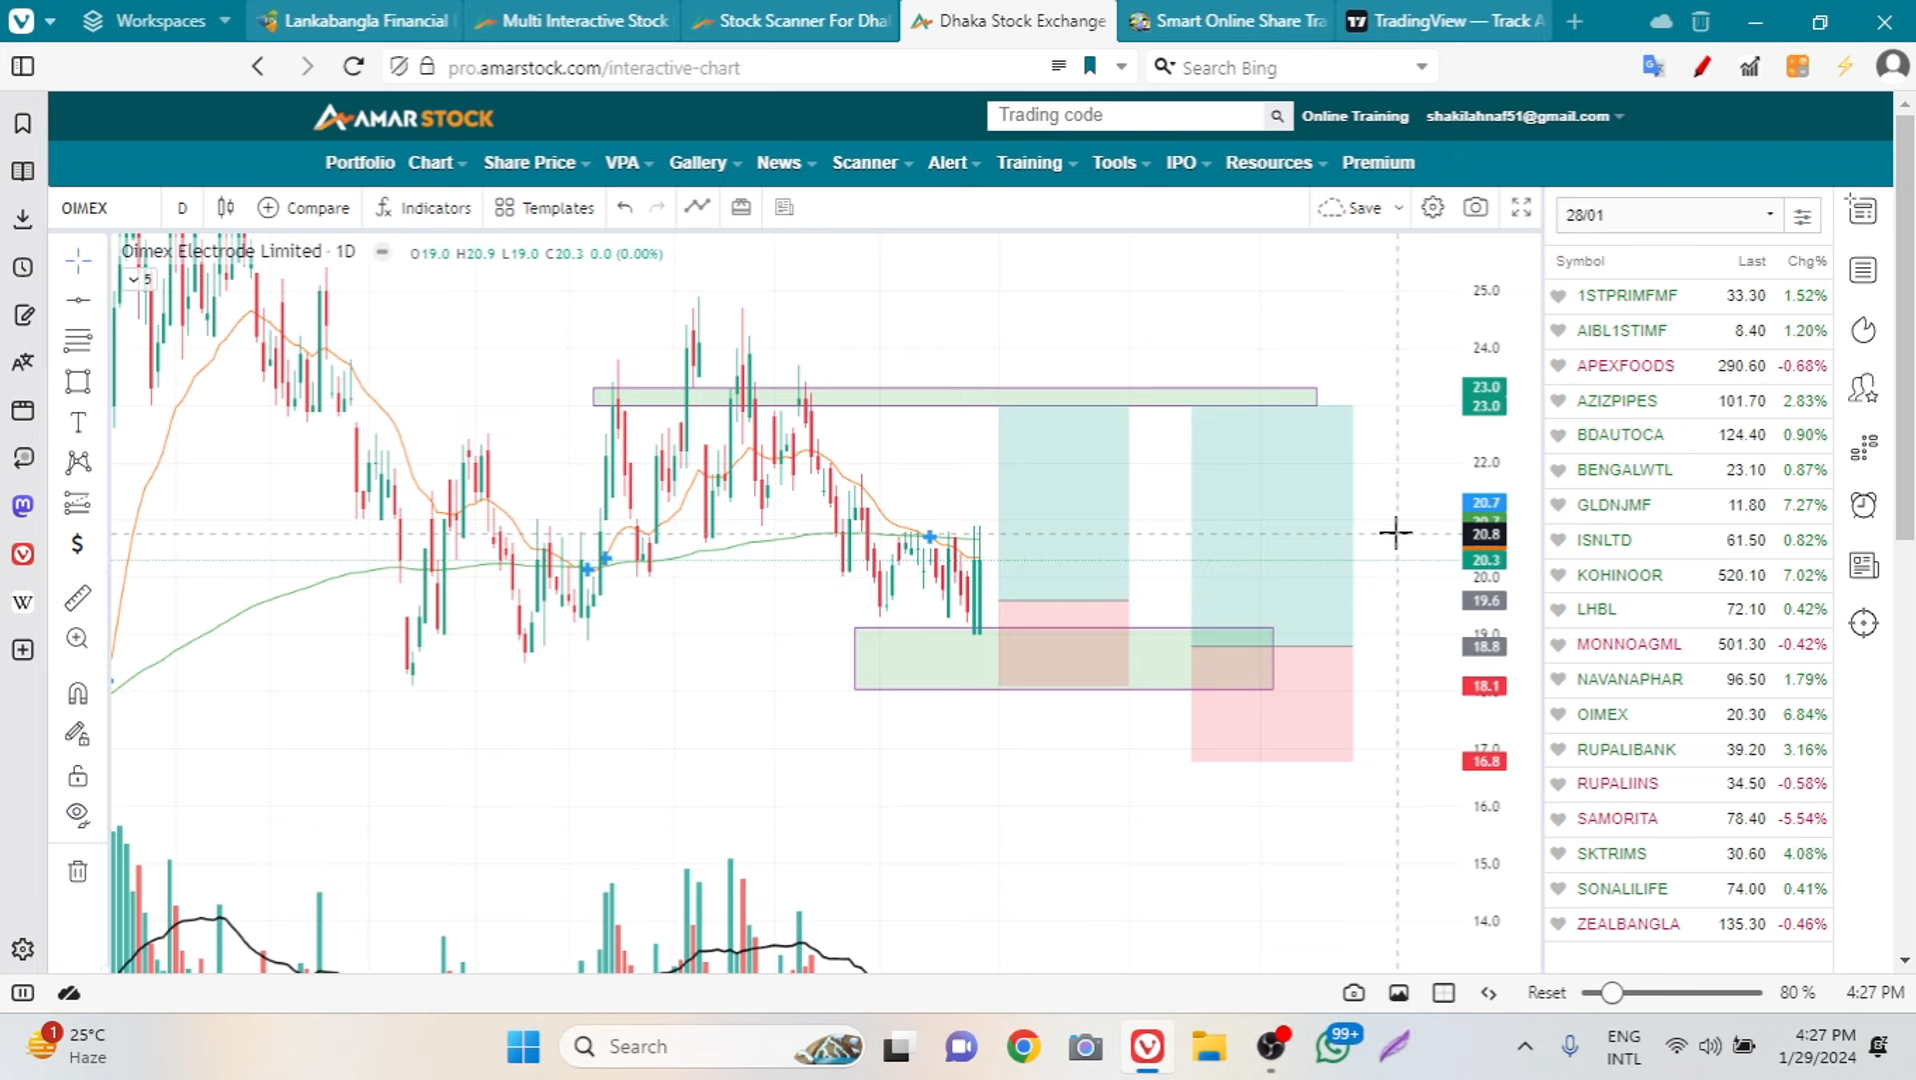 Workspaces
Lankabangla Financial
Multi Interactive Stock
Stock Scanner For Dha
Dhaka Stock Exchange
Smart Online Share Tra
TradingView — Track A
pro.amarstock.com/interactive-chart
Search Bing
AMAR STOCK
Trading code
Online Training
shakilahnaf51@gmail.com
Portfolio Chart Share Price VPA Gallery News Scanner Alert Training Tools IPO Resources Premium
OIMEX D Compare Indicators Templates Save
28/01
Oimex Electrode Limited · 1D O19.0 H20.9 L19.0 C20.3 0.0 (0.00%)
5
25.0
24.0
23.0
23.0
22.0
20.7
20.8
20.3
20.0
19.6
19.0
18.8
18.1
17.0
16.8
16.0
15.0
14.0
Symbol Last Chg%
1STPRIMFMF 33.30 1.52%
AIBL1STIMF 8.40 1.20%
APEXFOODS 290.60 -0.68%
AZIZPIPES 101.70 2.83%
BDAUTOCA 124.40 0.90%
BENGALWTL 23.10 0.87%
GLDNJMF 11.80 7.27%
ISNLTD 61.50 0.82%
KOHINOOR 520.10 7.02%
LHBL 72.10 0.42%
MONNOAGML 501.30 -0.42%
NAVANAPHAR 96.50 1.79%
OIMEX 20.30 6.84%
RUPALIBANK 39.20 3.16%
RUPALIINS 34.50 -0.58%
SAMORITA 78.40 -5.54%
SKTRIMS 30.60 4.08%
SONALILIFE 74.00 0.41%
ZEALBANGLA 135.30 -0.46%
Reset 80 % 4:27 PM
1
25°C
Haze
Search
99+
ENG
INTL
4:27 PM
1/29/2024